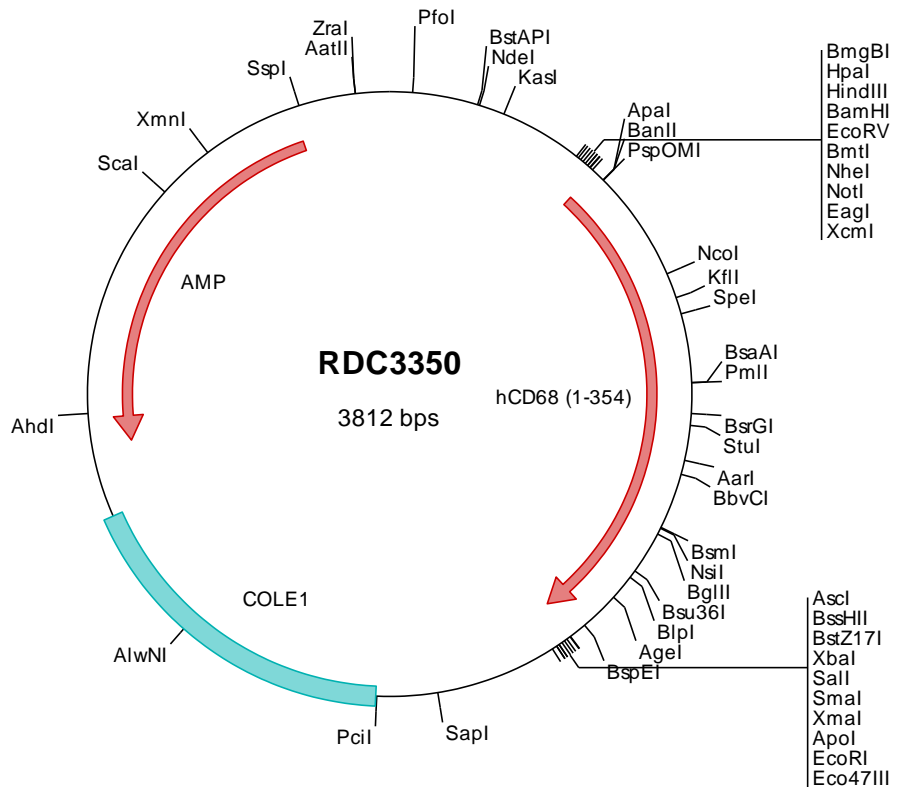 PfoI
ZraI
AatII
BstAPI
NdeI
SspI
KasI
BmgBI
HpaI
HindIII
BamHI
EcoRV
BmtI
NheI
NotI
EagI
XcmI
XmnI
ApaI
BanII
PspOMI
ScaI
NcoI
KflI
SpeI
AMP
RDC3350
3812 bps
BsaAI
PmlI
hCD68 (1-354)
AhdI
BsrGI
StuI
AarI
BbvCI
BsmI
NsiI
BglII
Bsu36I
BlpI
AgeI
BspEI
COLE1
AlwNI
AscI
BssHII
BstZ17I
XbaI
SalI
SmaI
XmaI
ApoI
EcoRI
Eco47III
PciI
SapI